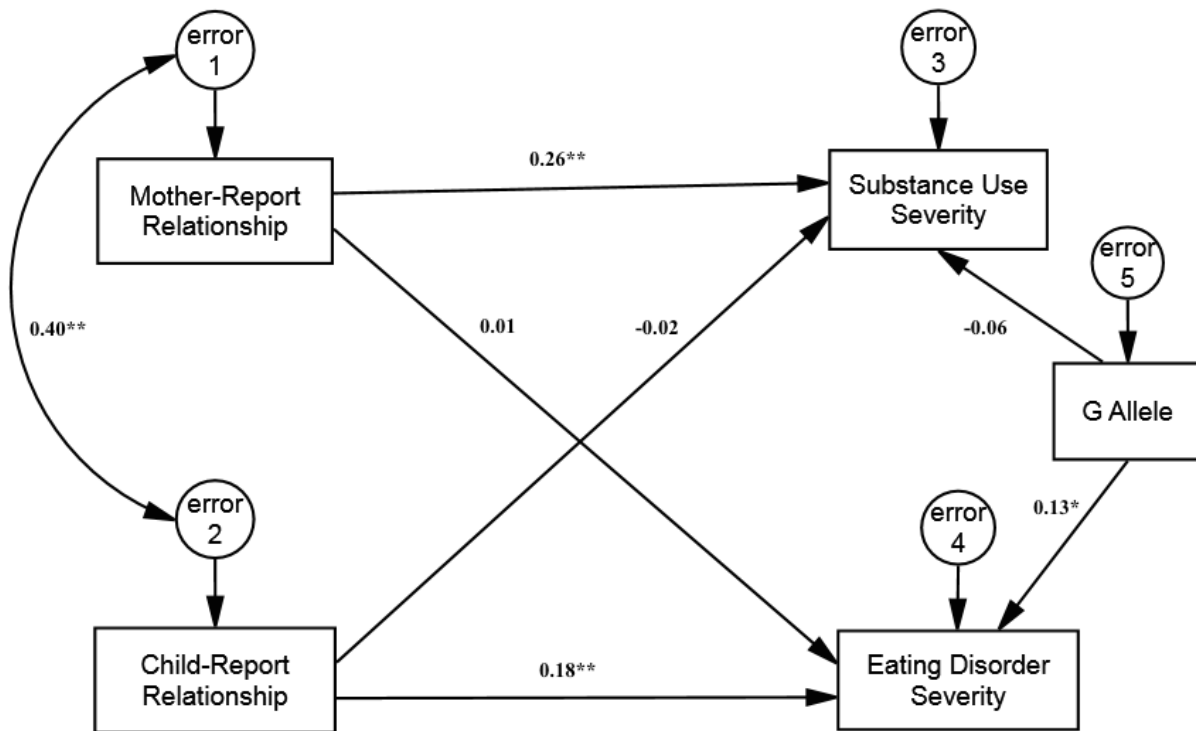 error
1
error
3
Mother-Report
Relationship
0.26**
Substance Use
Severity
error
5
0.40**
0.01
-0.02
-0.06
G Allele
error
2
error
4
0.13*
Child-Report
Relationship
0.18**
Eating Disorder
Severity